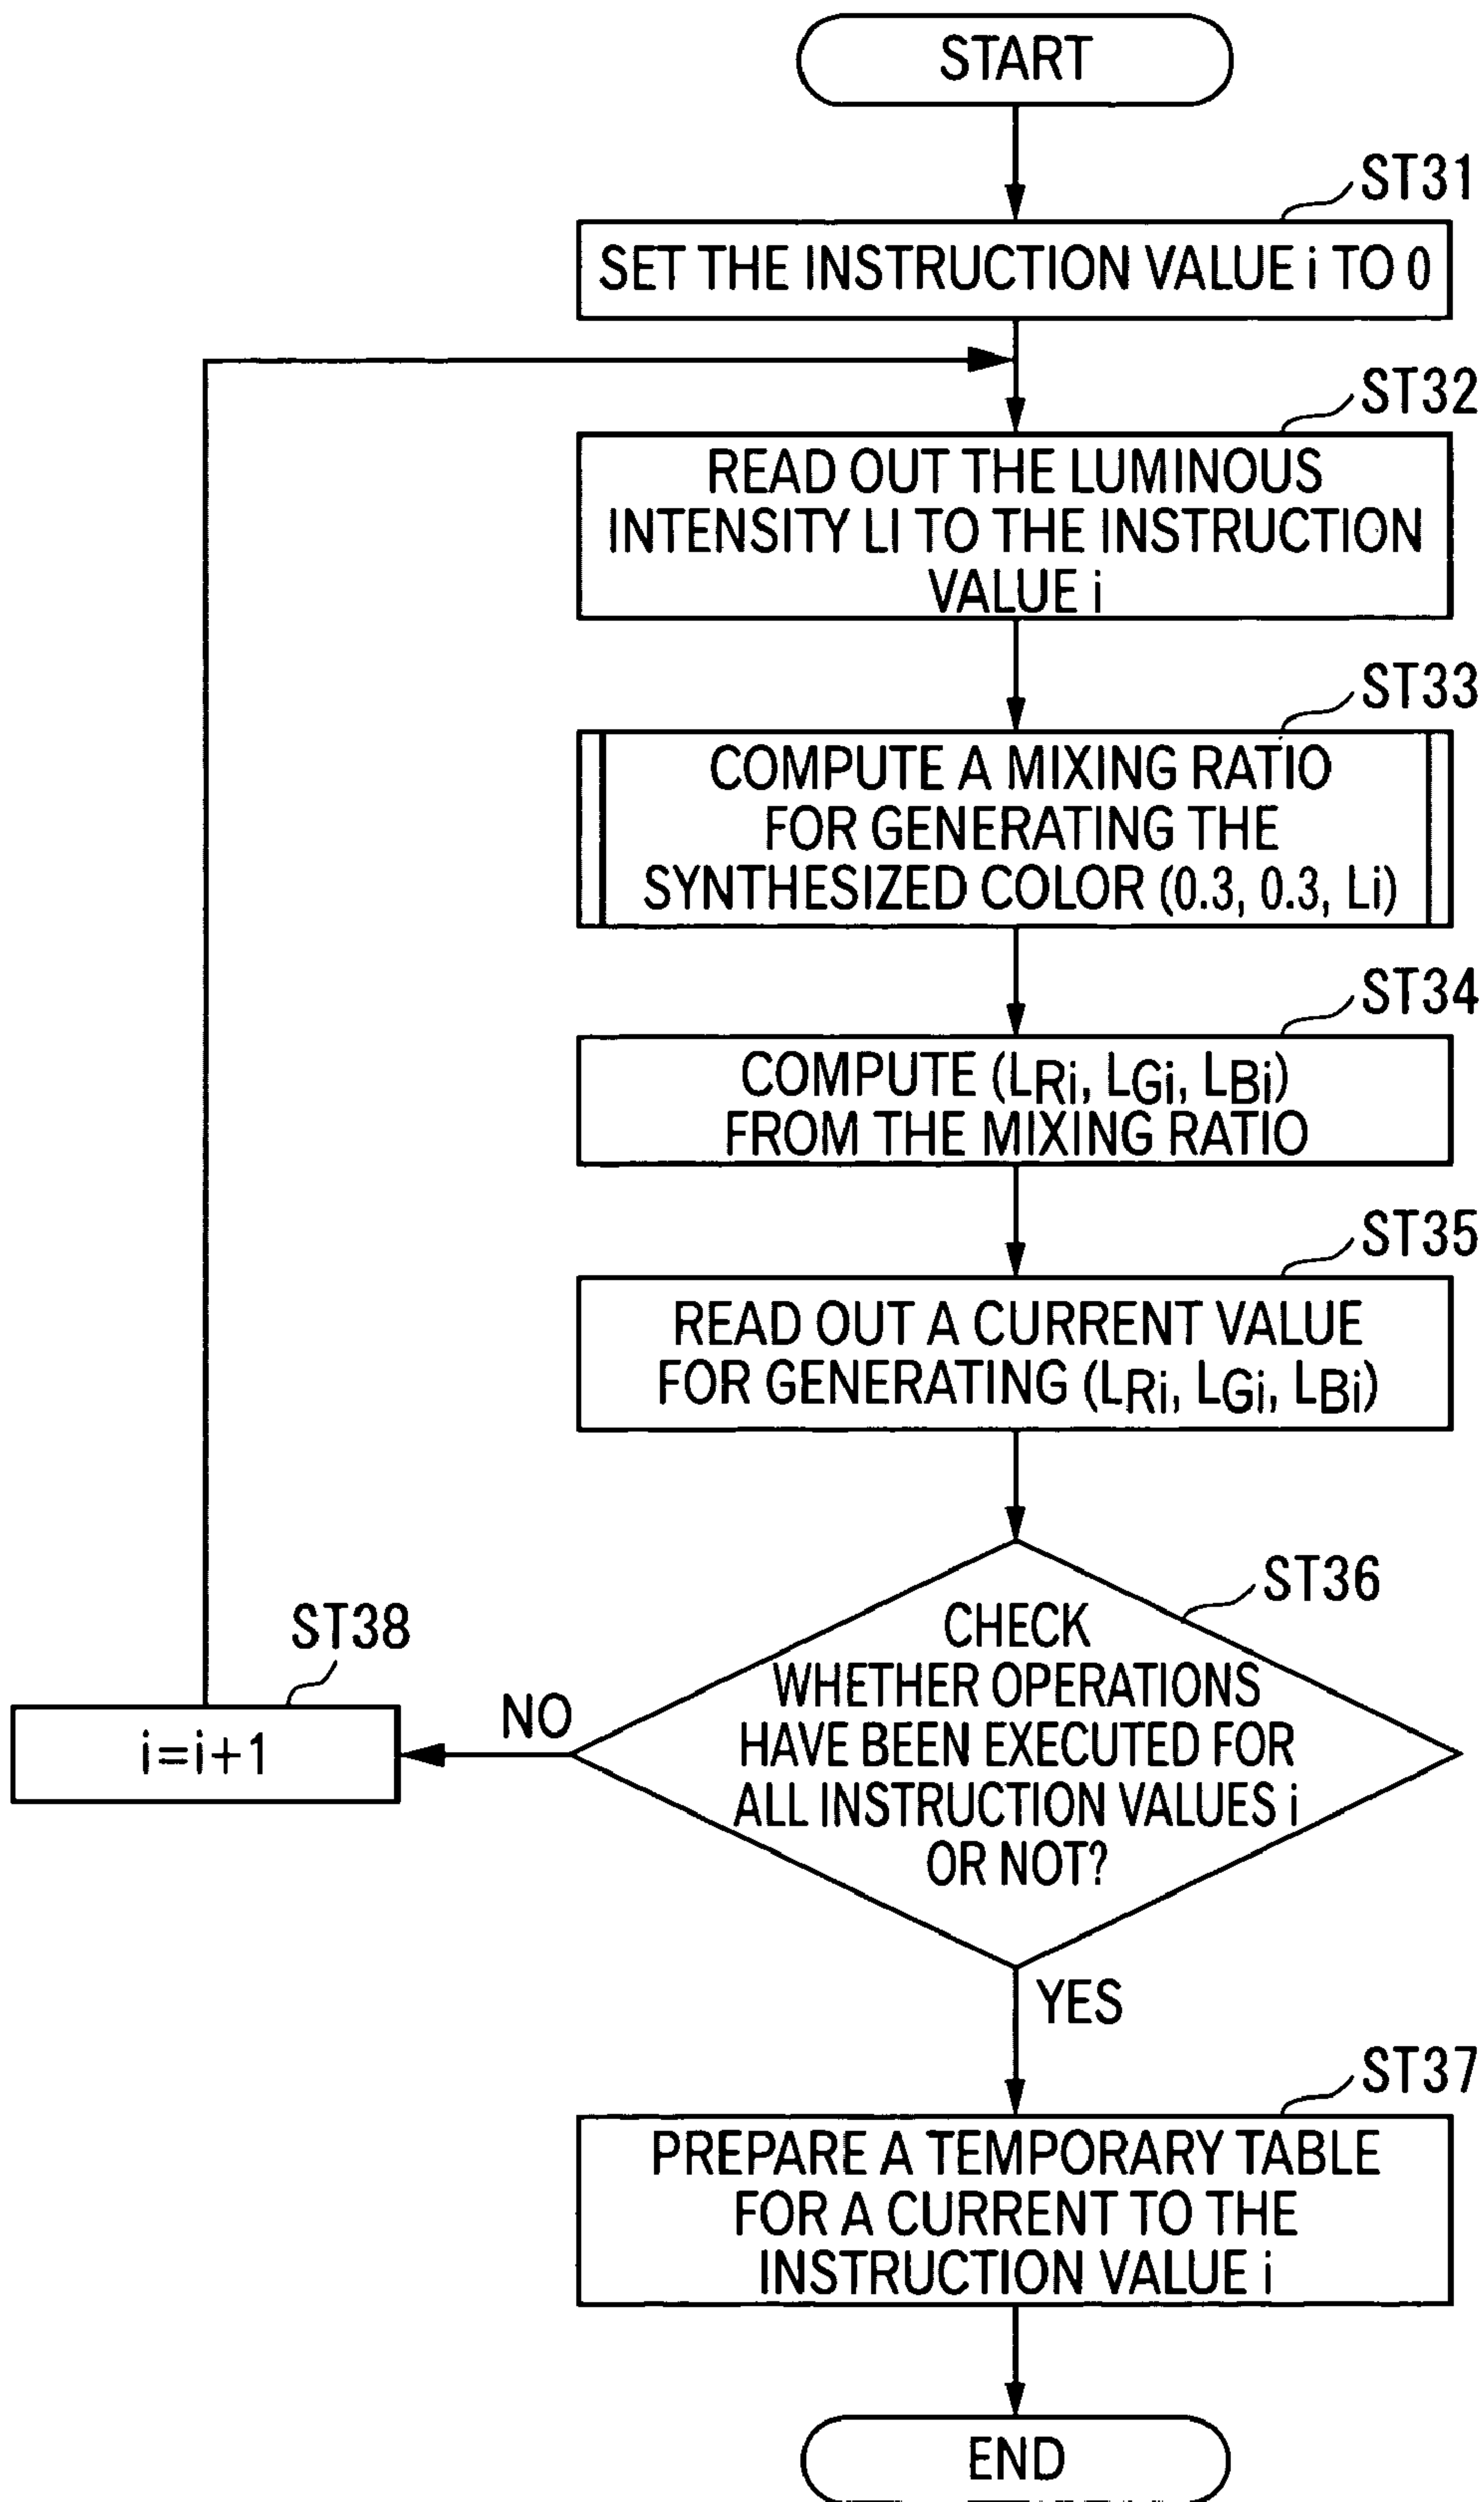 START
ST31
SET THE INSTRUCTION VALUE i TO 0
ST32
READ OUT THE LUMINOUS
INTENSITY LI TO THE INSTRUCTION
VALUE i
ST33
COMPUTE A MIXING RATIO
FOR GENERATING THE
SYNTHESIZED COLOR (0.3, 0.3, Li)
ST34
COMPUTE (LRi, LGi, LBi)
FROM THE MIXING RATIO
ST35
READ OUT A CURRENT VALUE
FOR GENERATING (LRi, LGi, LBi)
ST36
CHECK
WHETHER OPERATIONS
HAVE BEEN EXECUTED FOR
ALL INSTRUCTION VALUES i
OR NOT?
NO
ST38
i=i+1
YES
ST37
PREPARE A TEMPORARY TABLE
FOR A CURRENT TO THE
INSTRUCTION VALUE i
END